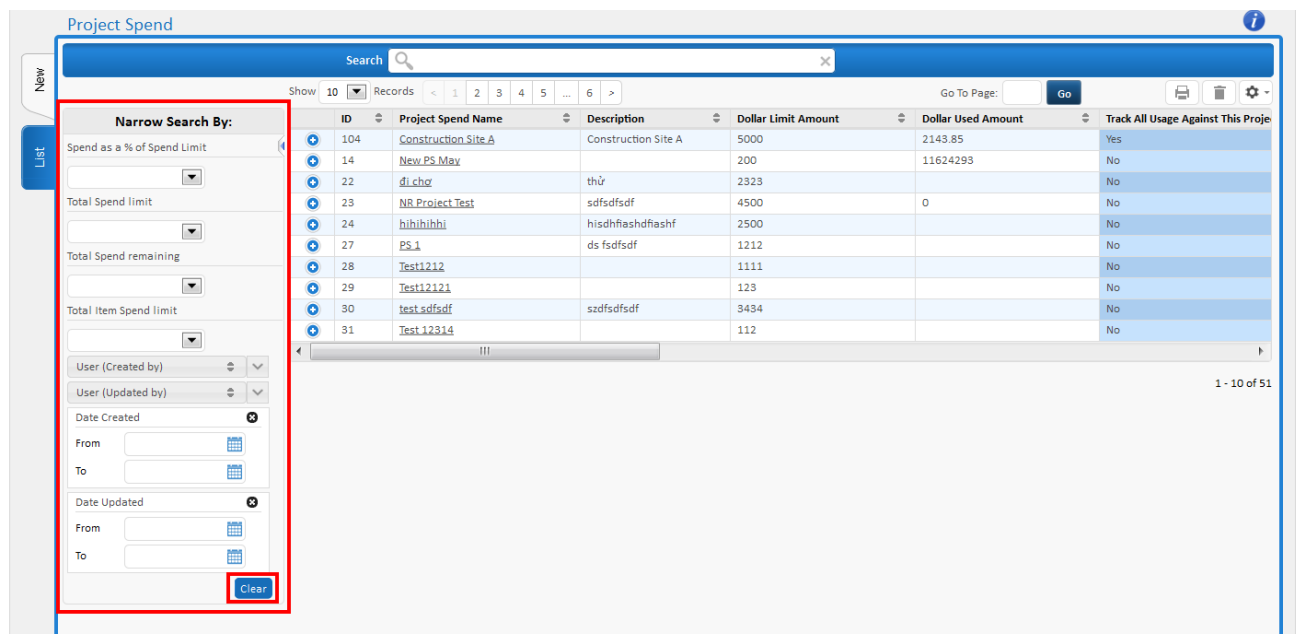 Project Spend
Search
Show 10 Records < 1 2 3 4 5 ... 6 > Go To Page: Go
New
List
Narrow Search By:
Spend as a % of Spend Limit
Total Spend limit
Total Spend remaining
Total Item Spend limit
User (Created by)
User (Updated by)
Date Created
From
To
Date Updated
From
To
Clear
ID Project Spend Name Description Dollar Limit Amount Dollar Used Amount Track All Usage Against This Proje
104 Construction Site A Construction Site A 5000 2143.85 Yes
14 New PS May 200 11624293 No
22 đi chơ thử 2323 No
23 NR Project Test sdfsdfsdf 4500 0 No
24 hihihihhi hisdhfiashdfiashf 2500 No
27 PS 1 ds fsdfsdf 1212 No
28 Test1212 1111 No
29 Test12121 123 No
30 test sdfsdf szdfsdfsdf 3434 No
31 Test 12314 112 No
1 - 10 of 51